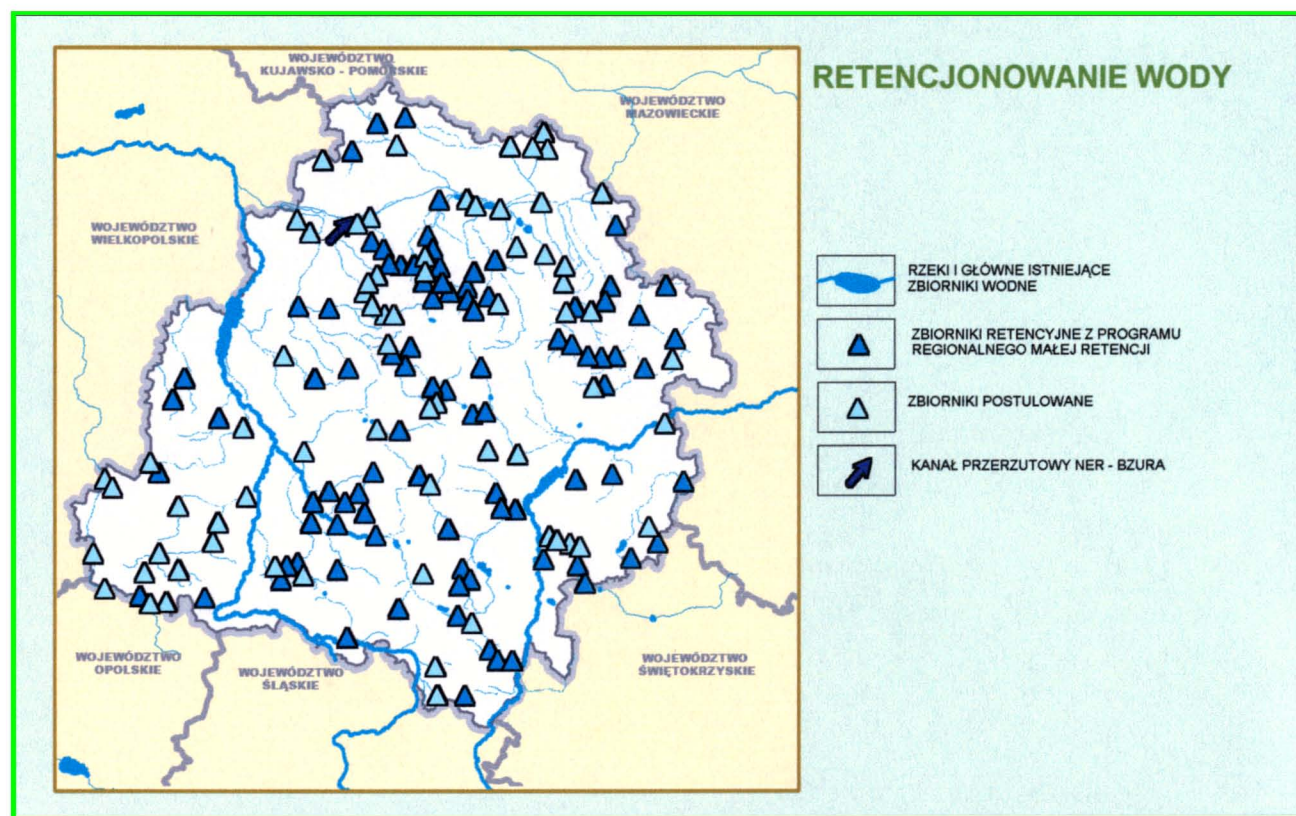 RETENCJONOWANIE WODY
WOJEWÓDZTWO
KUJAWSKO - POMORSKIE
WOJEWÓDZTWO
MAZOWIECKIE
WOJEWÓDZTWO
WIELKOPOLSKIE
WOJEWÓDZTWO
OPOLSKIE
WOJEWÓDZTWO
ŚLĄSKIE
WOJEWÓDZTWO
ŚWIĘTOKRZYSKIE
RZEKI I GŁÓWNE ISTNIEJĄCE
ZBIORNIKI WODNE
ZBIORNIKI RETENCYJNE Z PROGRAMU
REGIONALNEGO MAŁEJ RETENCJI
ZBIORNIKI POSTULOWANE
KANAŁ PRZERZUTOWY NER - BZURA